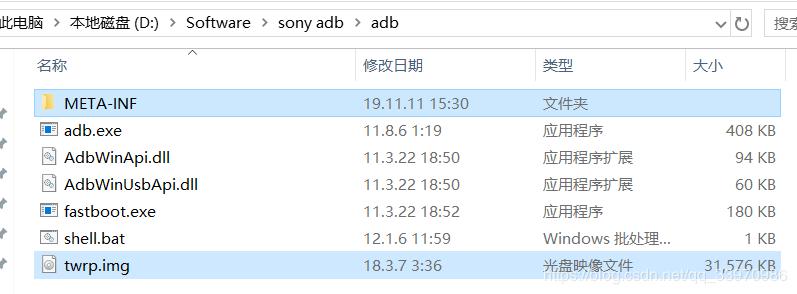 此电脑 > 本地磁盘 (D:) > Software > sony adb > adb 搜索
名称 修改日期 类型 大小
META-INF 19.11.11 15:30 文件夹
adb.exe 11.8.6 1:19 应用程序 408 KB
AdbWinApi.dll 11.3.22 18:50 应用程序扩展 94 KB
AdbWinUsbApi.dll 11.3.22 18:50 应用程序扩展 60 KB
fastboot.exe 11.3.22 18:52 应用程序 180 KB
shell.bat 12.1.6 11:59 Windows 批处理... 1 KB
twrp.img 18.3.7 3:36 光盘映像文件 31,576 KB
https://blog.csdn.net/qq_33970986